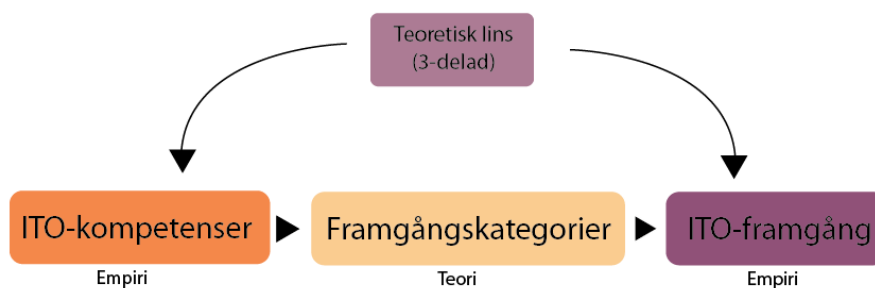 Teoretisk lins
(3-delad)
ITO-kompetenser
Framgångskategorier
ITO-framgång
Empiri
Teori
Empiri